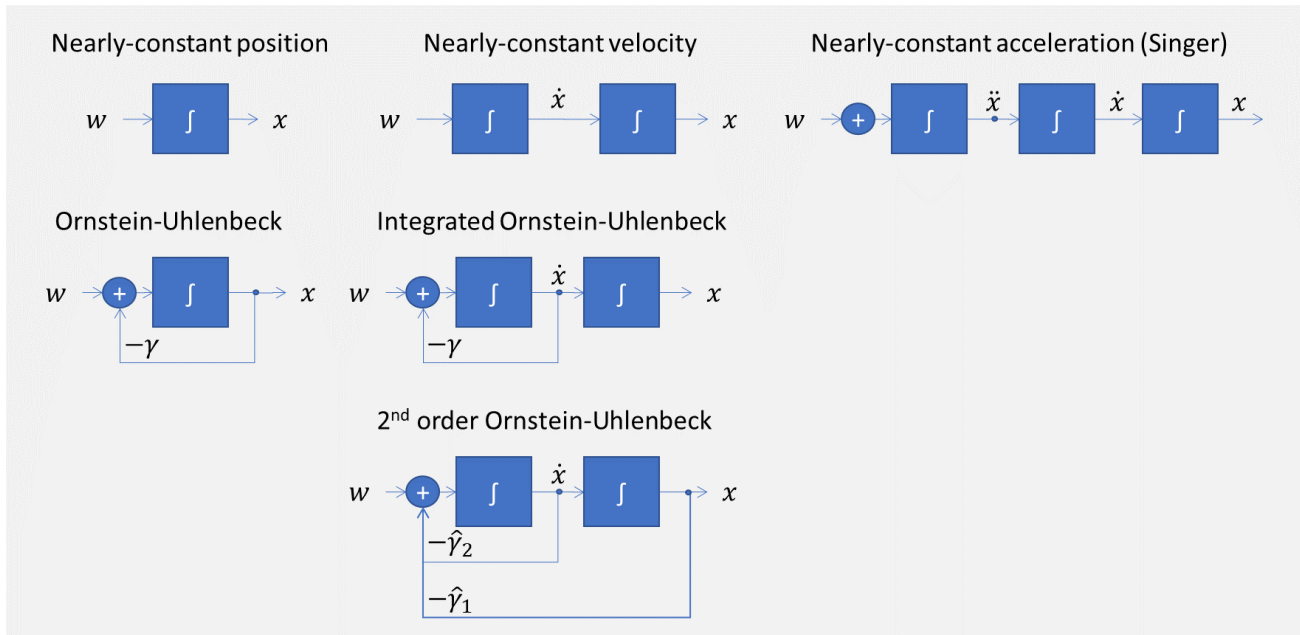 Nearly-constant position
Nearly-constant velocity
Nearly-constant acceleration (Singer)
w ∫ x
w ∫ ẋ ∫ x
w + ∫ ẍ ∫ ẋ ∫ x
Ornstein-Uhlenbeck
Integrated Ornstein-Uhlenbeck
w + ∫ x
−γ
w + ∫ ẋ ∫ x
−γ
2nd order Ornstein-Uhlenbeck
w + ∫ ẋ ∫ x
−γ̂₂
−γ̂₁